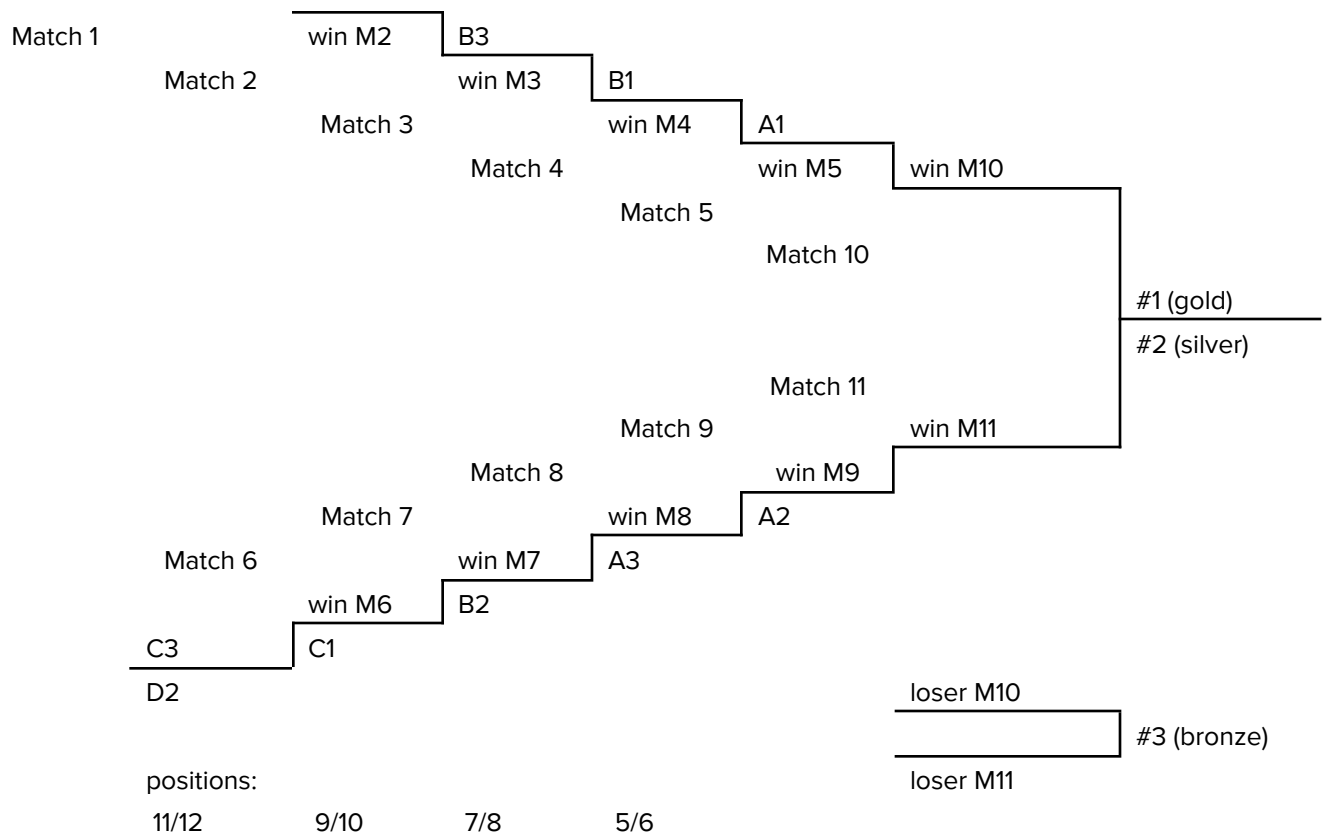 Match 1
win M2
B3
Match 2
win M3
B1
Match 3
win M4
A1
Match 4
win M5
win M10
Match 5
Match 10
#1 (gold)
#2 (silver)
Match 11
Match 9
win M11
Match 8
win M9
Match 7
win M8
A2
Match 6
win M7
A3
win M6
B2
C3
C1
D2
loser M10
#3 (bronze)
positions:
loser M11
11/12
9/10
7/8
5/6